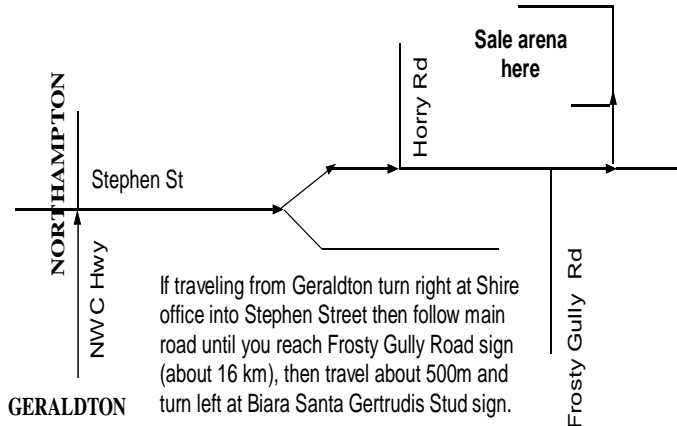 Sale arena
here
Horry Rd
NORTHAMPTON
Stephen St
NWC Hwy
Frosty Gully Rd
If traveling from Geraldton turn right at Shire
office into Stephen Street then follow main
road until you reach Frosty Gully Road sign
(about 16 km), then travel about 500m and
turn left at Biara Santa Gertrudis Stud sign.
GERALDTON